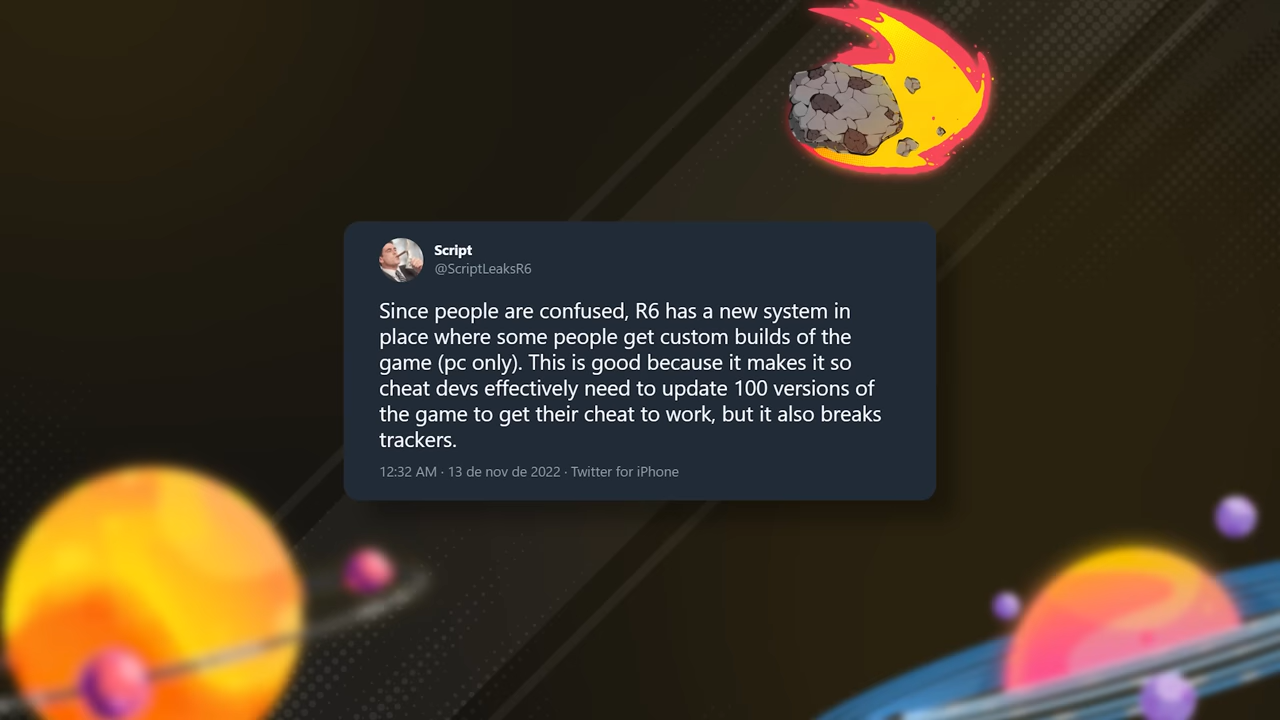 Script
@ScriptLeaksR6
Since people are confused, R6 has a new system in
place where some people get custom builds of the
game (pc only). This is good because it makes it so
cheat devs effectively need to update 100 versions of
the game to get their cheat to work, but it also breaks
trackers.
12:32 AM · 13 de nov de 2022 · Twitter for iPhone